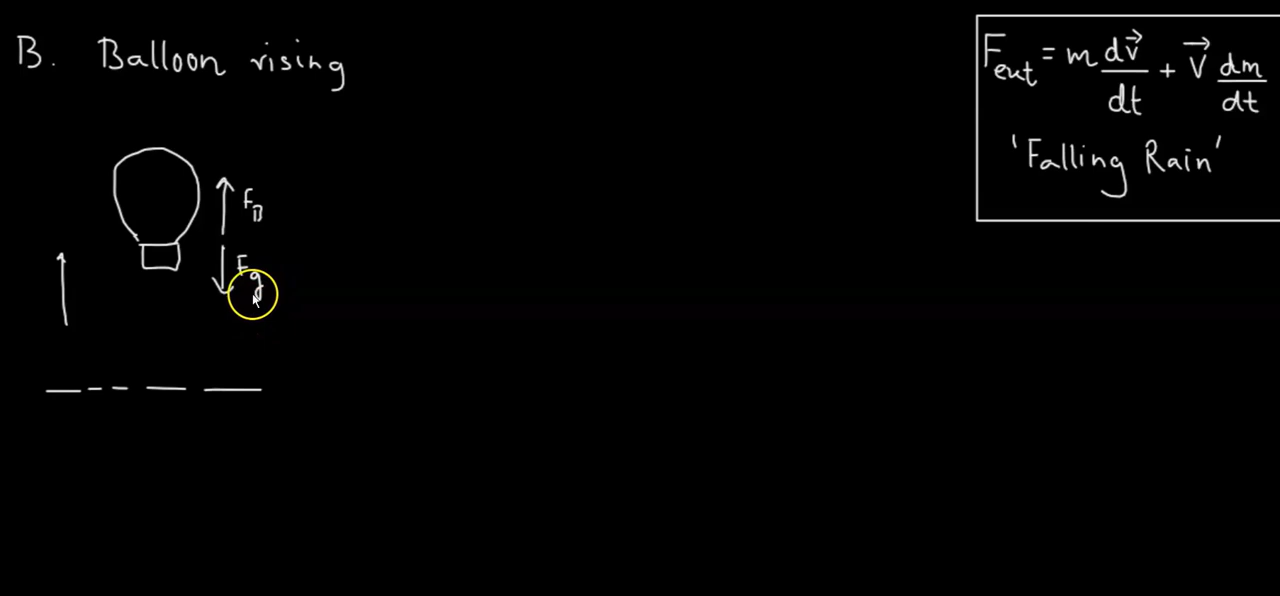 B. Balloon rising
F_B
F_g
F_ext = m dv⃗/dt + v⃗ dm/dt
'Falling Rain'